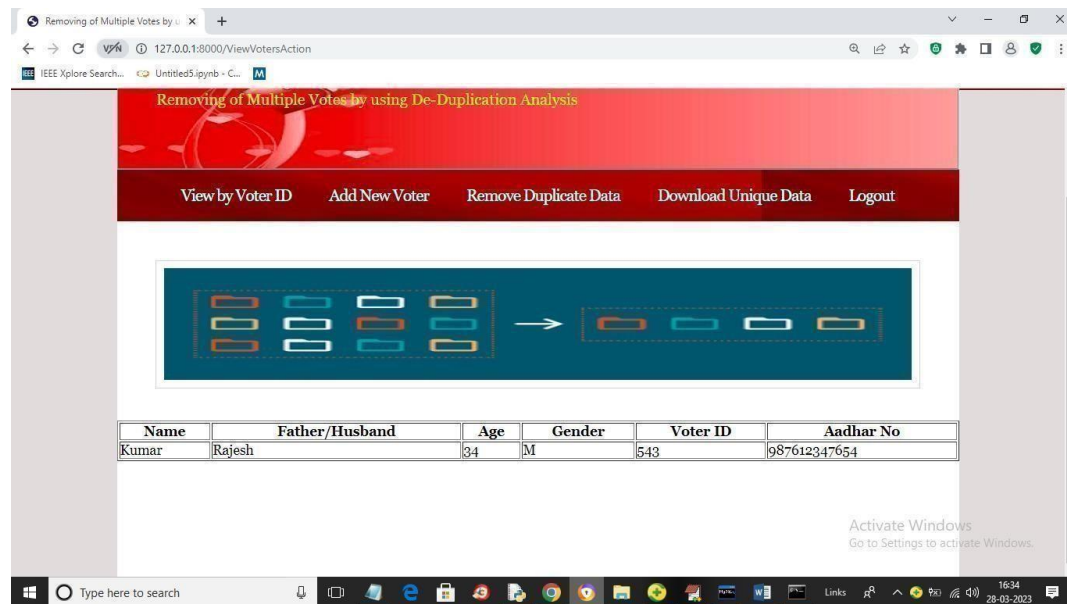 Removing of Multiple Votes by u
127.0.0.1:8000/ViewVotersAction
IEEE Xplore Search... Untitled5.ipynb - C... M
Removing of Multiple Votes by using De-Duplication Analysis
View by Voter ID Add New Voter Remove Duplicate Data Download Unique Data Logout
Name Father/Husband Age Gender Voter ID Aadhar No
Kumar Rajesh 34 M 543 987612347654
Activate Windows
Go to Settings to activate Windows.
Type here to search Links 16:34
28-03-2023